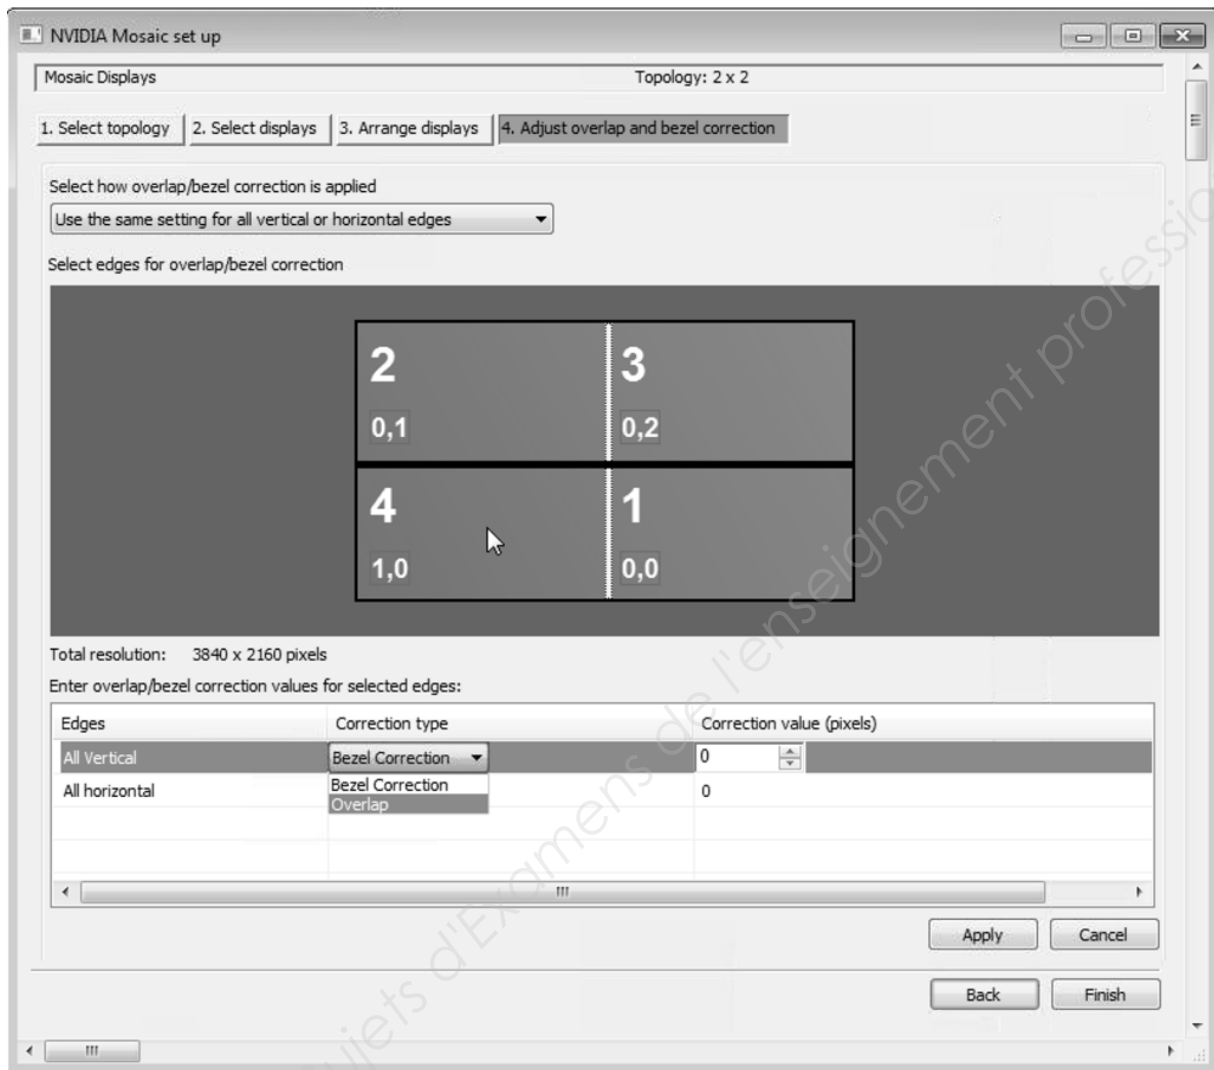 NVIDIA Mosaic set up
Mosaic Displays Topology: 2 x 2
1. Select topology 2. Select displays 3. Arrange displays 4. Adjust overlap and bezel correction
Select how overlap/bezel correction is applied
Use the same setting for all vertical or horizontal edges
Select edges for overlap/bezel correction
2 3
0,1 0,2
4 1
1,0 0,0
Total resolution: 3840 x 2160 pixels
Enter overlap/bezel correction values for selected edges:
Edges Correction type Correction value (pixels)
All Vertical Bezel Correction 0
Bezel Correction
All horizontal 0
Overlap
Apply Cancel
Back Finish
d'Examens de l'enseignement